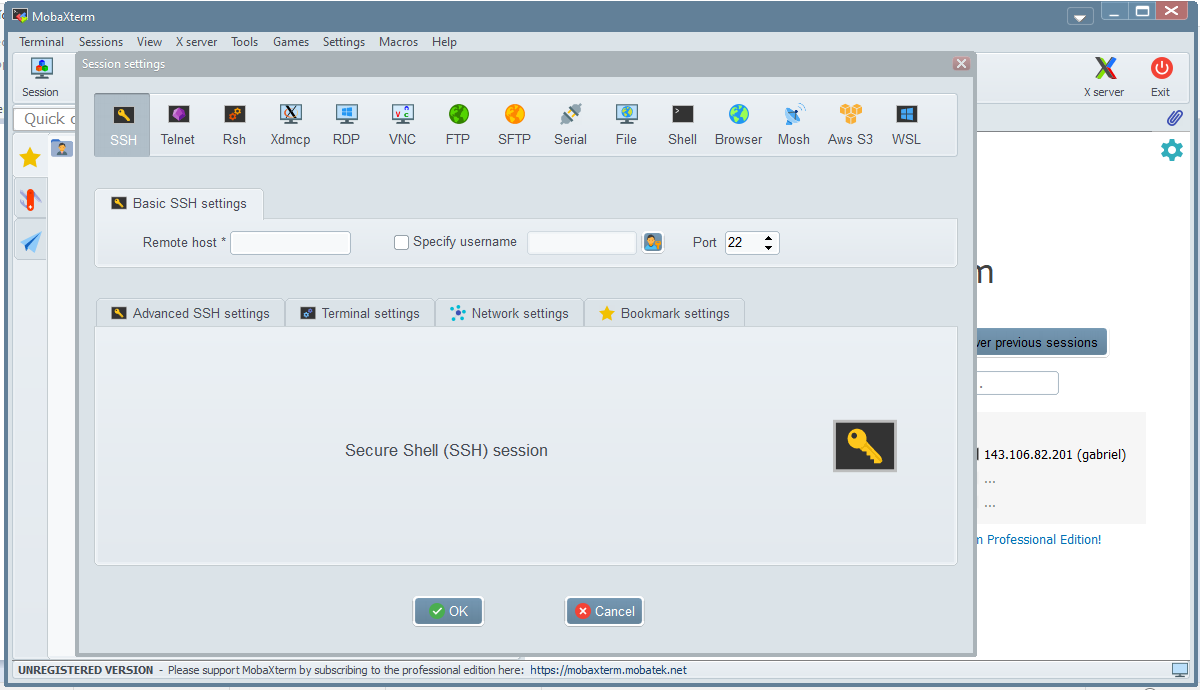 MobaXterm
Terminal Sessions View X server Tools Games Settings Macros Help
Session settings
Session
X server Exit
SSH Telnet Rsh Xdmcp RDP VNC FTP SFTP Serial File Shell Browser Mosh Aws S3 WSL
Quick
Basic SSH settings
Remote host * Specify username Port 22
Advanced SSH settings Terminal settings Network settings Bookmark settings
previous sessions
143.106.82.201 (gabriel)
...
...
Secure Shell (SSH) session
Professional Edition!
OK Cancel
UNREGISTERED VERSION - Please support MobaXterm by subscribing to the professional edition here: https://mobaxterm.mobatek.net